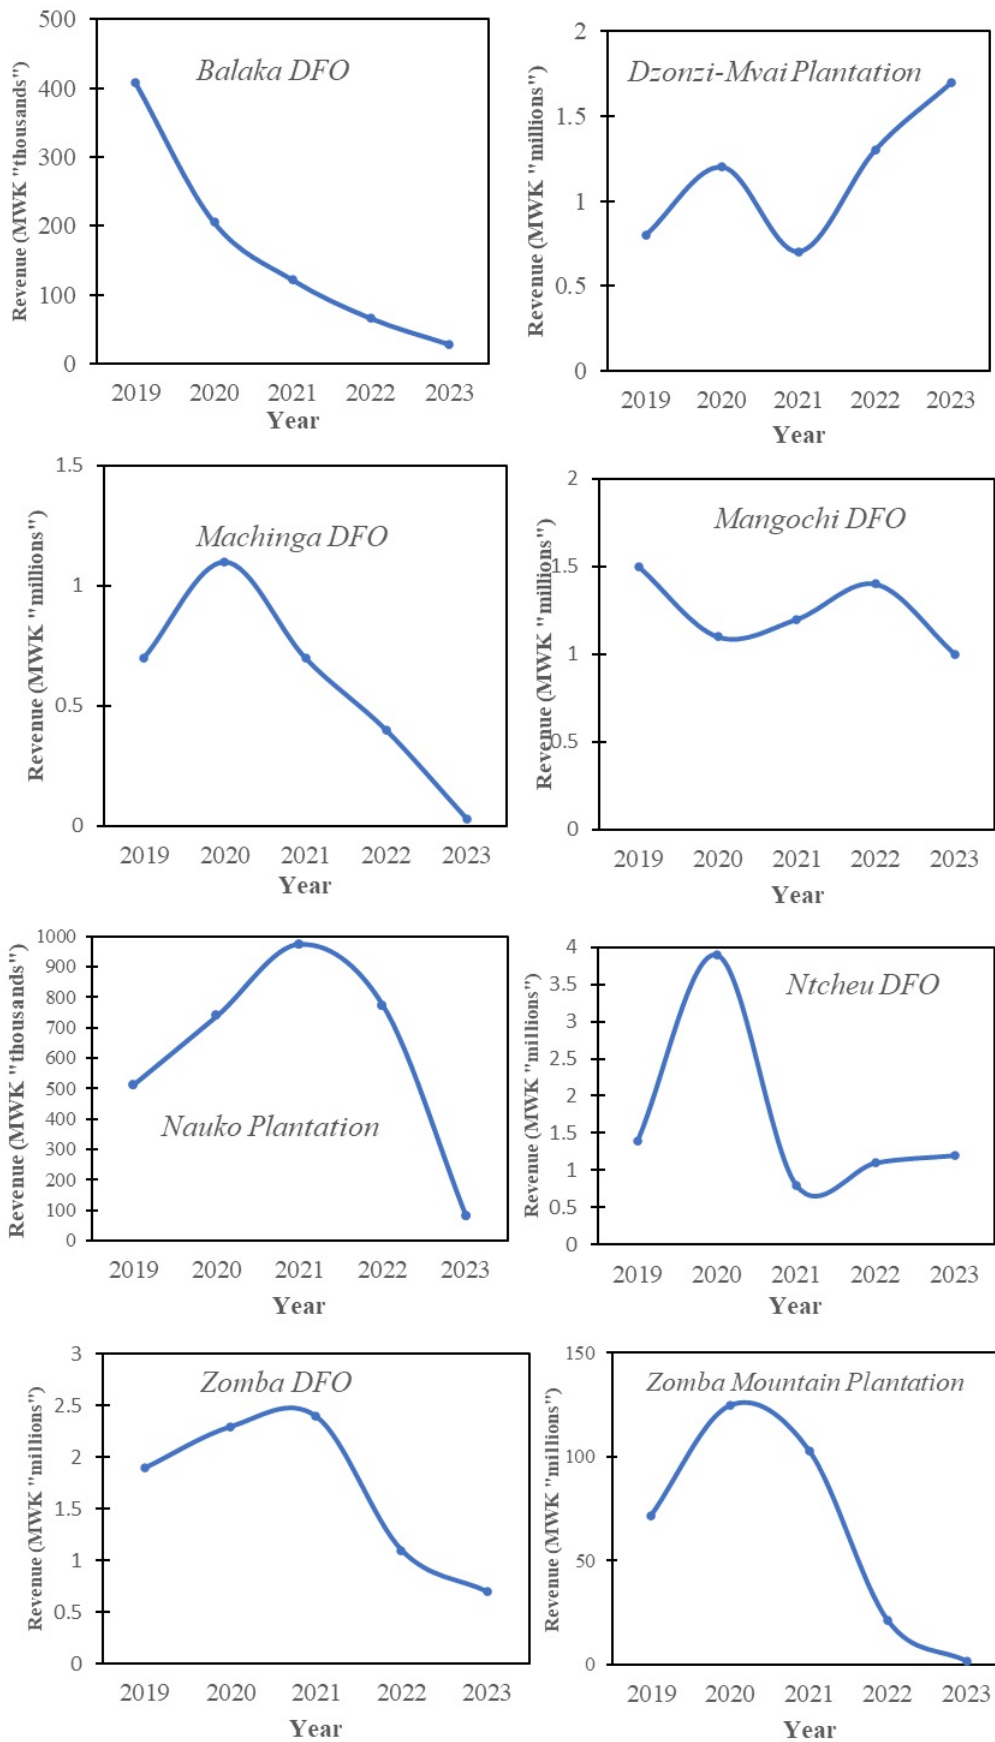 Balaka DFO
Revenue (MWK "thousands")
500
400
300
200
100
0
2019 2020 2021 2022 2023
Year
Dzonzi-Mvai Plantation
Revenue (MWK "millions")
2
1.5
1
0.5
0
2019 2020 2021 2022 2023
Year
Machinga DFO
Revenue (MWK "millions")
1.5
1
0.5
0
2019 2020 2021 2022 2023
Year
Mangochi DFO
Revenue (MWK "millions")
2
1.5
1
0.5
0
2019 2020 2021 2022 2023
Year
Nauko Plantation
Revenue (MWK "thousands")
1000
900
800
700
600
500
400
300
200
100
0
2019 2020 2021 2022 2023
Year
Ntcheu DFO
Revenue (MWK "millions")
4
3.5
3
2.5
2
1.5
1
0.5
0
2019 2020 2021 2022 2023
Year
Zomba DFO
Revenue (MWK "millions")
3
2.5
2
1.5
1
0.5
0
2019 2020 2021 2022 2023
Year
Zomba Mountain Plantation
Revenue (MWK "millions")
150
100
50
0
2019 2020 2021 2022 2023
Year